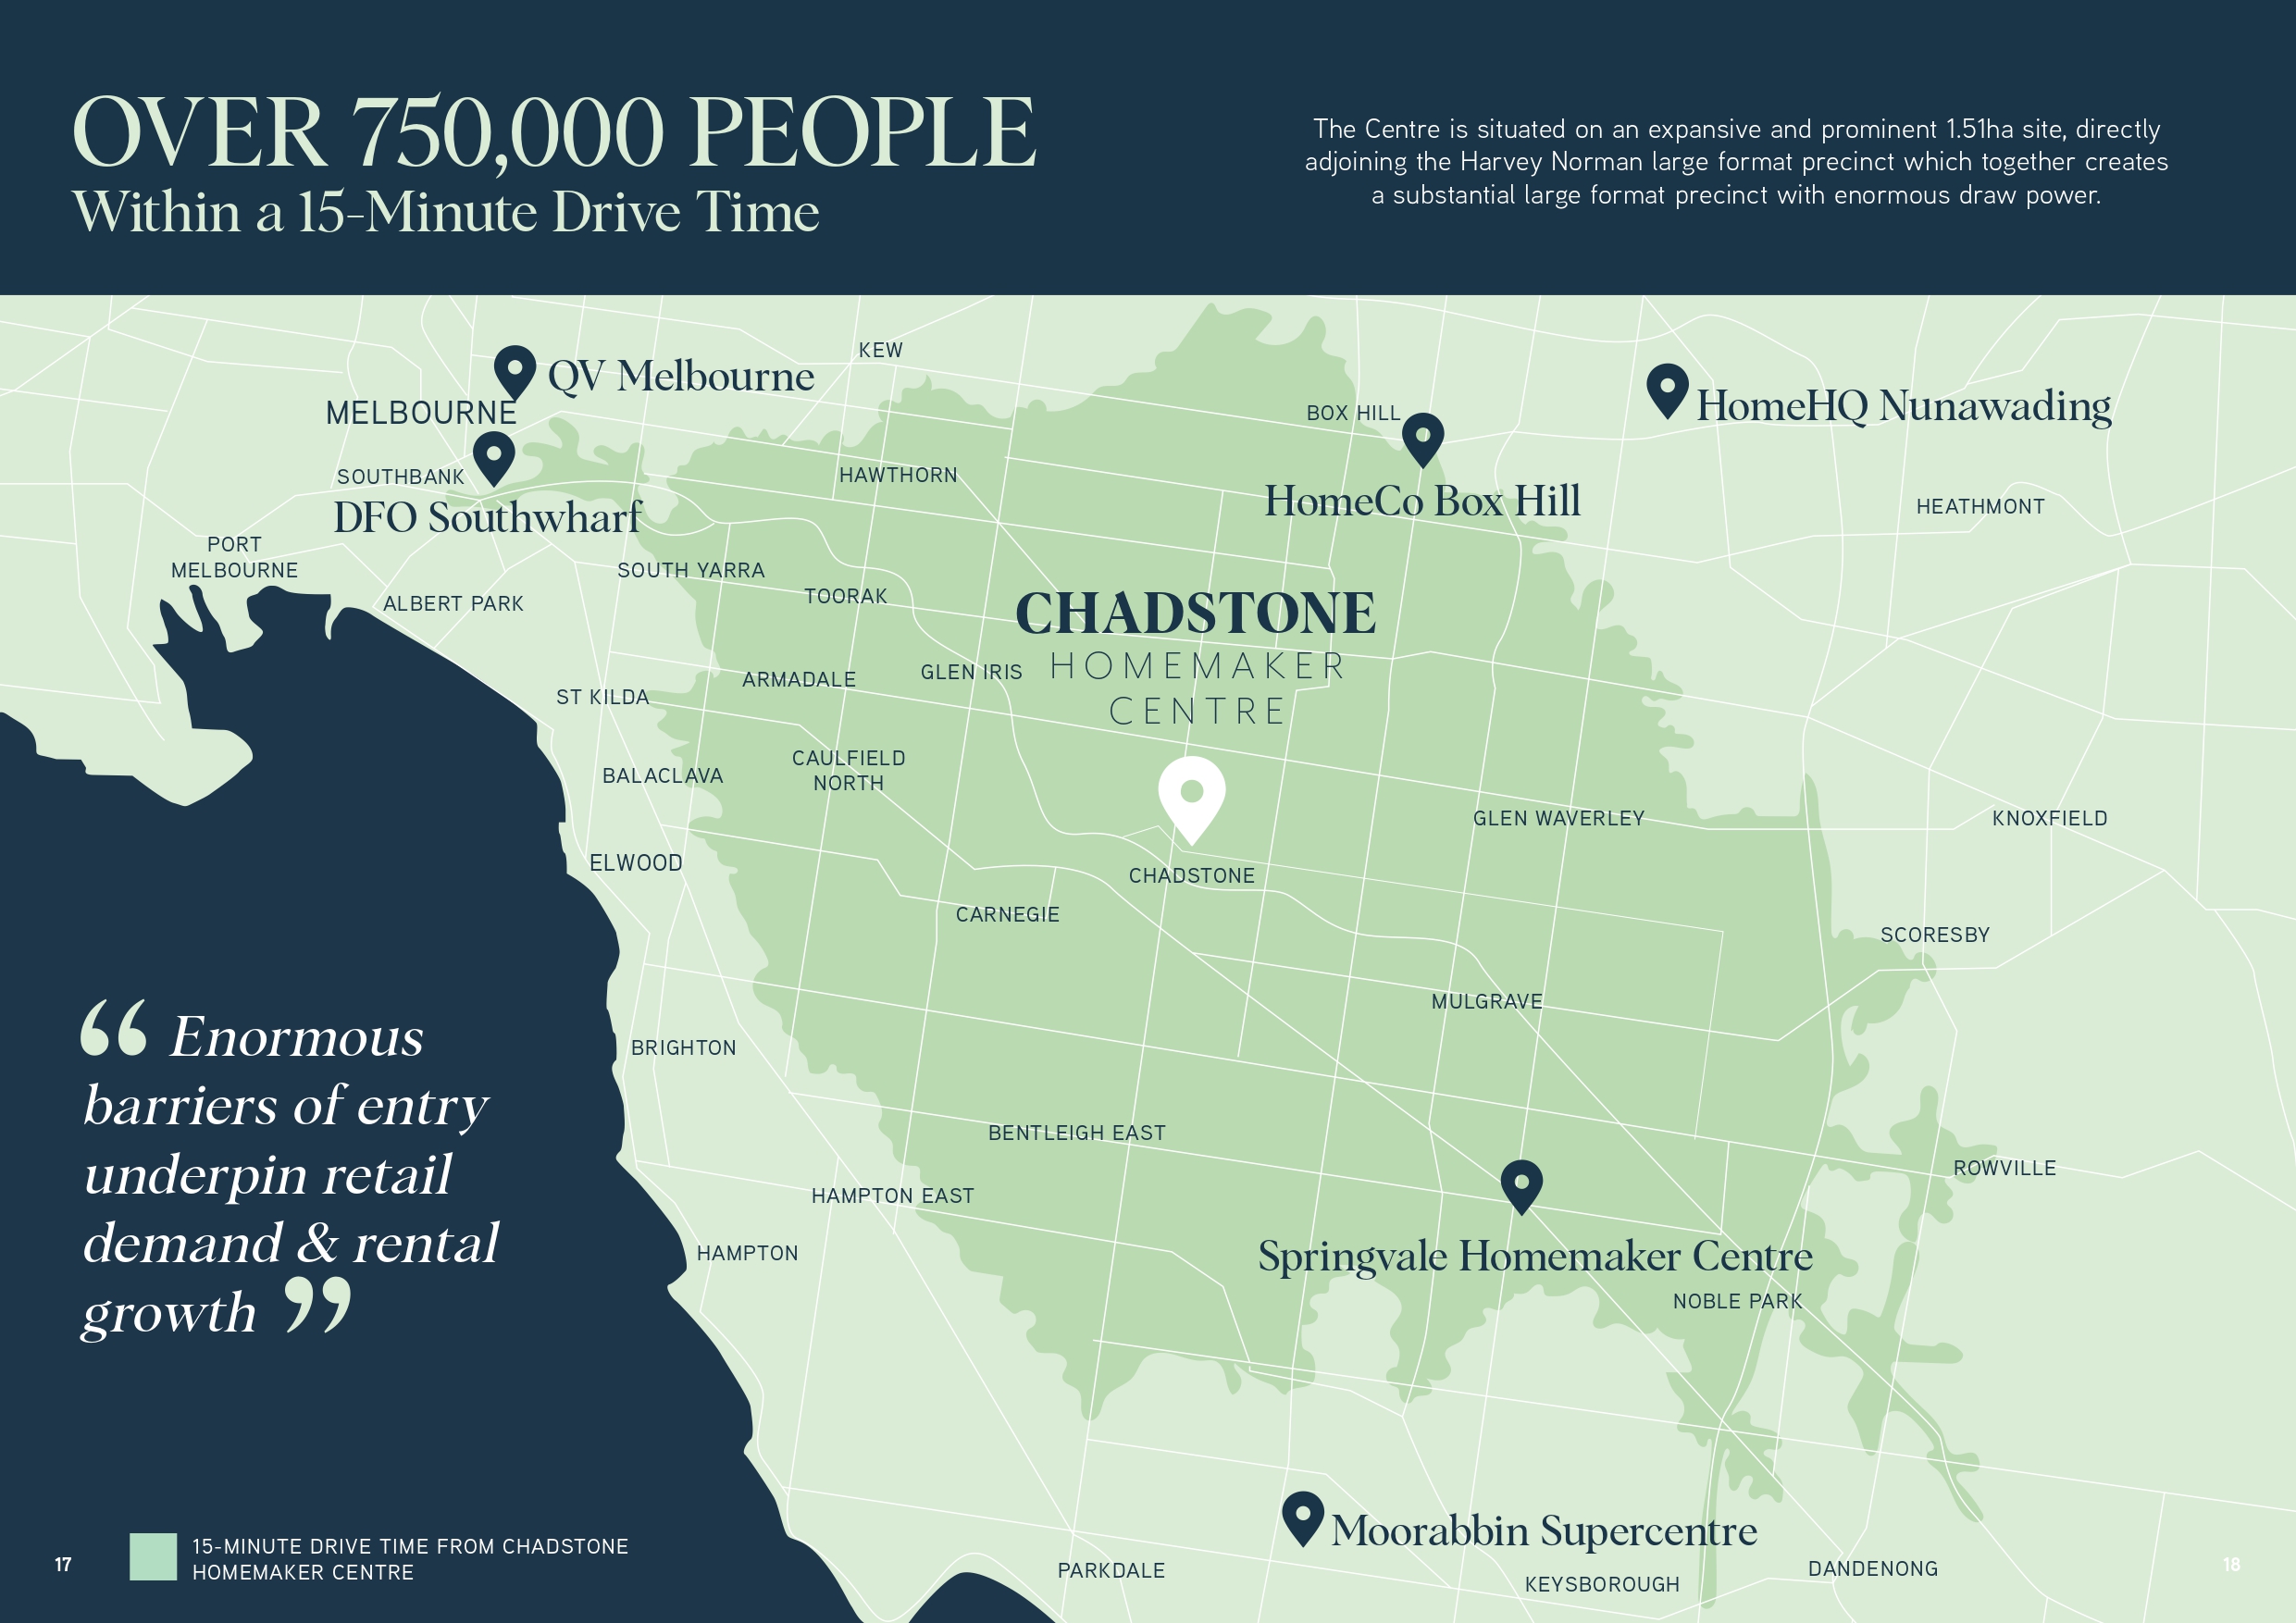 OVER 750,000 PEOPLE
Within a 15-Minute Drive Time
The Centre is situated on an expansive and prominent 1.51ha site, directly
adjoining the Harvey Norman large format precinct which together creates
a substantial large format precinct with enormous draw power.
KEW
QV Melbourne
MELBOURNE
BOX HILL
HomeHQ Nunawading
SOUTHBANK
HAWTHORN
DFO Southwharf
HomeCo Box Hill
HEATHMONT
PORT
MELBOURNE
SOUTH YARRA
ALBERT PARK
TOORAK
CHADSTONE
HOMEMAKER
CENTRE
GLEN IRIS
ARMADALE
ST KILDA
CAULFIELD
NORTH
BALACLAVA
GLEN WAVERLEY
KNOXFIELD
ELWOOD
CHADSTONE
CARNEGIE
SCORESBY
MULGRAVE
BRIGHTON
“ Enormous
barriers of entry
underpin retail
demand & rental
growth ”
BENTLEIGH EAST
ROWVILLE
HAMPTON EAST
HAMPTON
Springvale Homemaker Centre
NOBLE PARK
Moorabbin Supercentre
PARKDALE
KEYSBOROUGH
DANDENONG
15-MINUTE DRIVE TIME FROM CHADSTONE
HOMEMAKER CENTRE
17
18